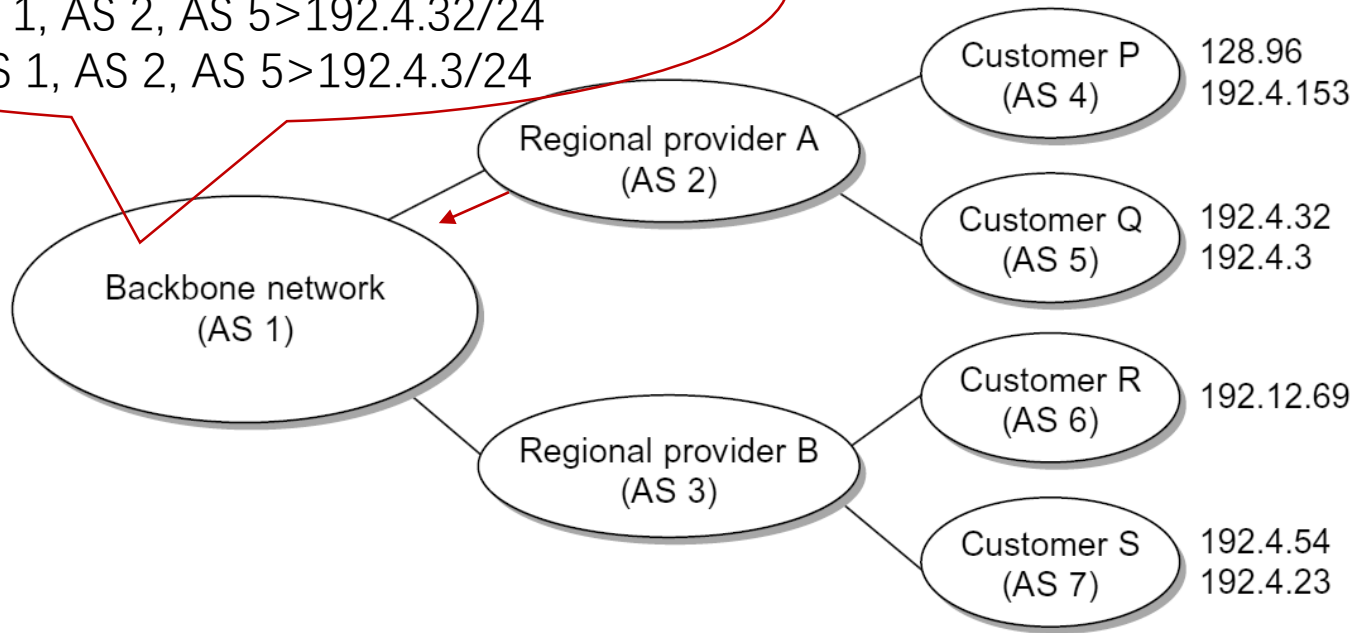 1, AS 2, AS 5>192.4.32/24
S 1, AS 2, AS 5>192.4.3/24
Customer P
(AS 4)
128.96
192.4.153
Regional provider A
(AS 2)
Customer Q
(AS 5)
192.4.32
192.4.3
Backbone network
(AS 1)
Customer R
(AS 6)
192.12.69
Regional provider B
(AS 3)
Customer S
(AS 7)
192.4.54
192.4.23